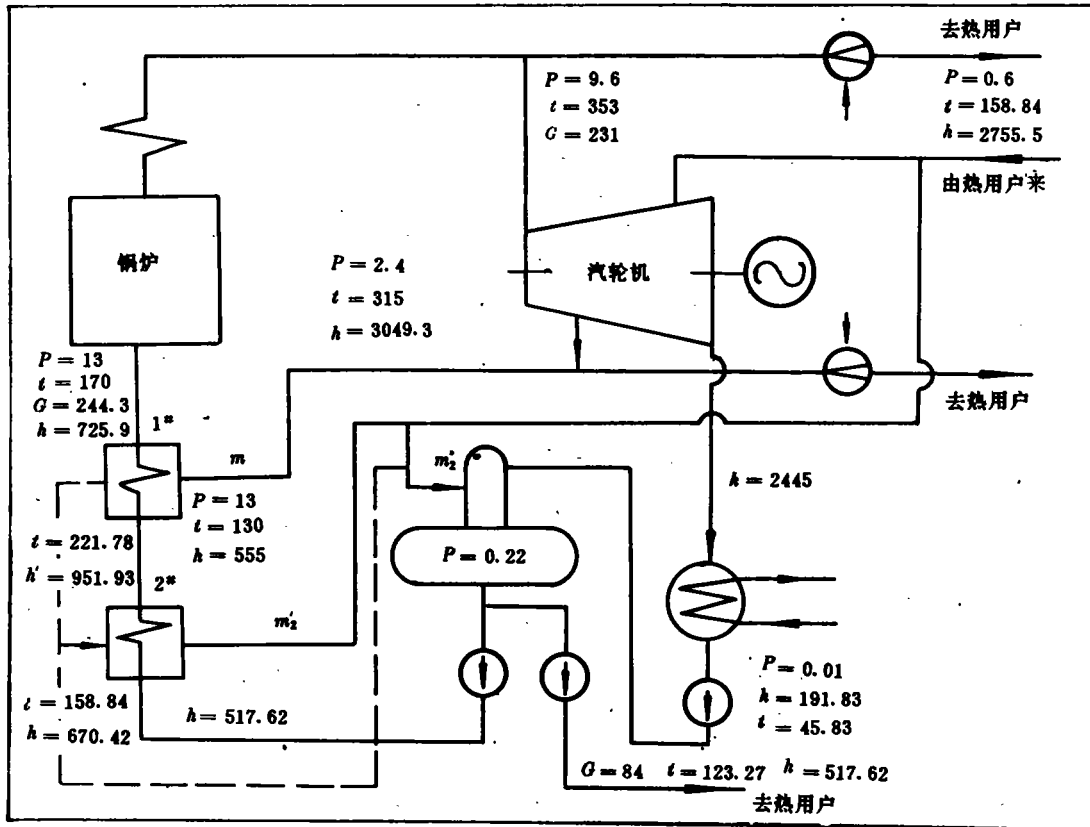 去热用户
P = 9.6
t = 353
G = 231
P = 0.6
t = 158.84
h = 2755.5
由热用户来
锅炉
P = 2.4
t = 315
h = 3049.3
汽轮机
P = 13
t = 170
G = 244.3
h = 725.9
1#
m
去热用户
P = 13
t = 130
h = 555
m₂′
P = 0.22
h = 2445
t = 221.78
h′ = 951.93
2#
m₂′
t = 158.84
h = 670.42
h = 517.62
P = 0.01
h = 191.83
t = 45.83
G = 84 t = 123.27 h = 517.62
去热用户